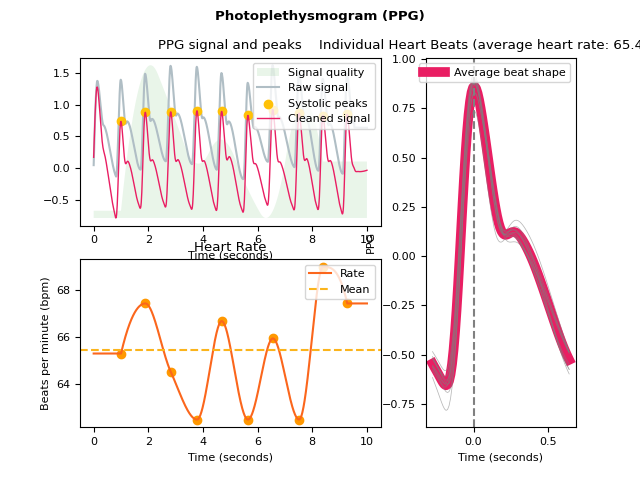 Photoplethysmogram (PPG)
PPG signal and peaks
Individual Heart Beats (average heart rate: 65.4
Signal quality
Raw signal
Systolic peaks
Cleaned signal
1.5
1.0
0.5
0.0
−0.5
0 2 4 6 8 10
Time (seconds)
Heart Rate
Rate
Mean
Beats per minute (bpm)
68
66
64
0 2 4 6 8 10
Time (seconds)
PPG
Average beat shape
1.00
0.75
0.50
0.25
0.00
−0.25
−0.50
−0.75
0.0 0.5
Time (seconds)